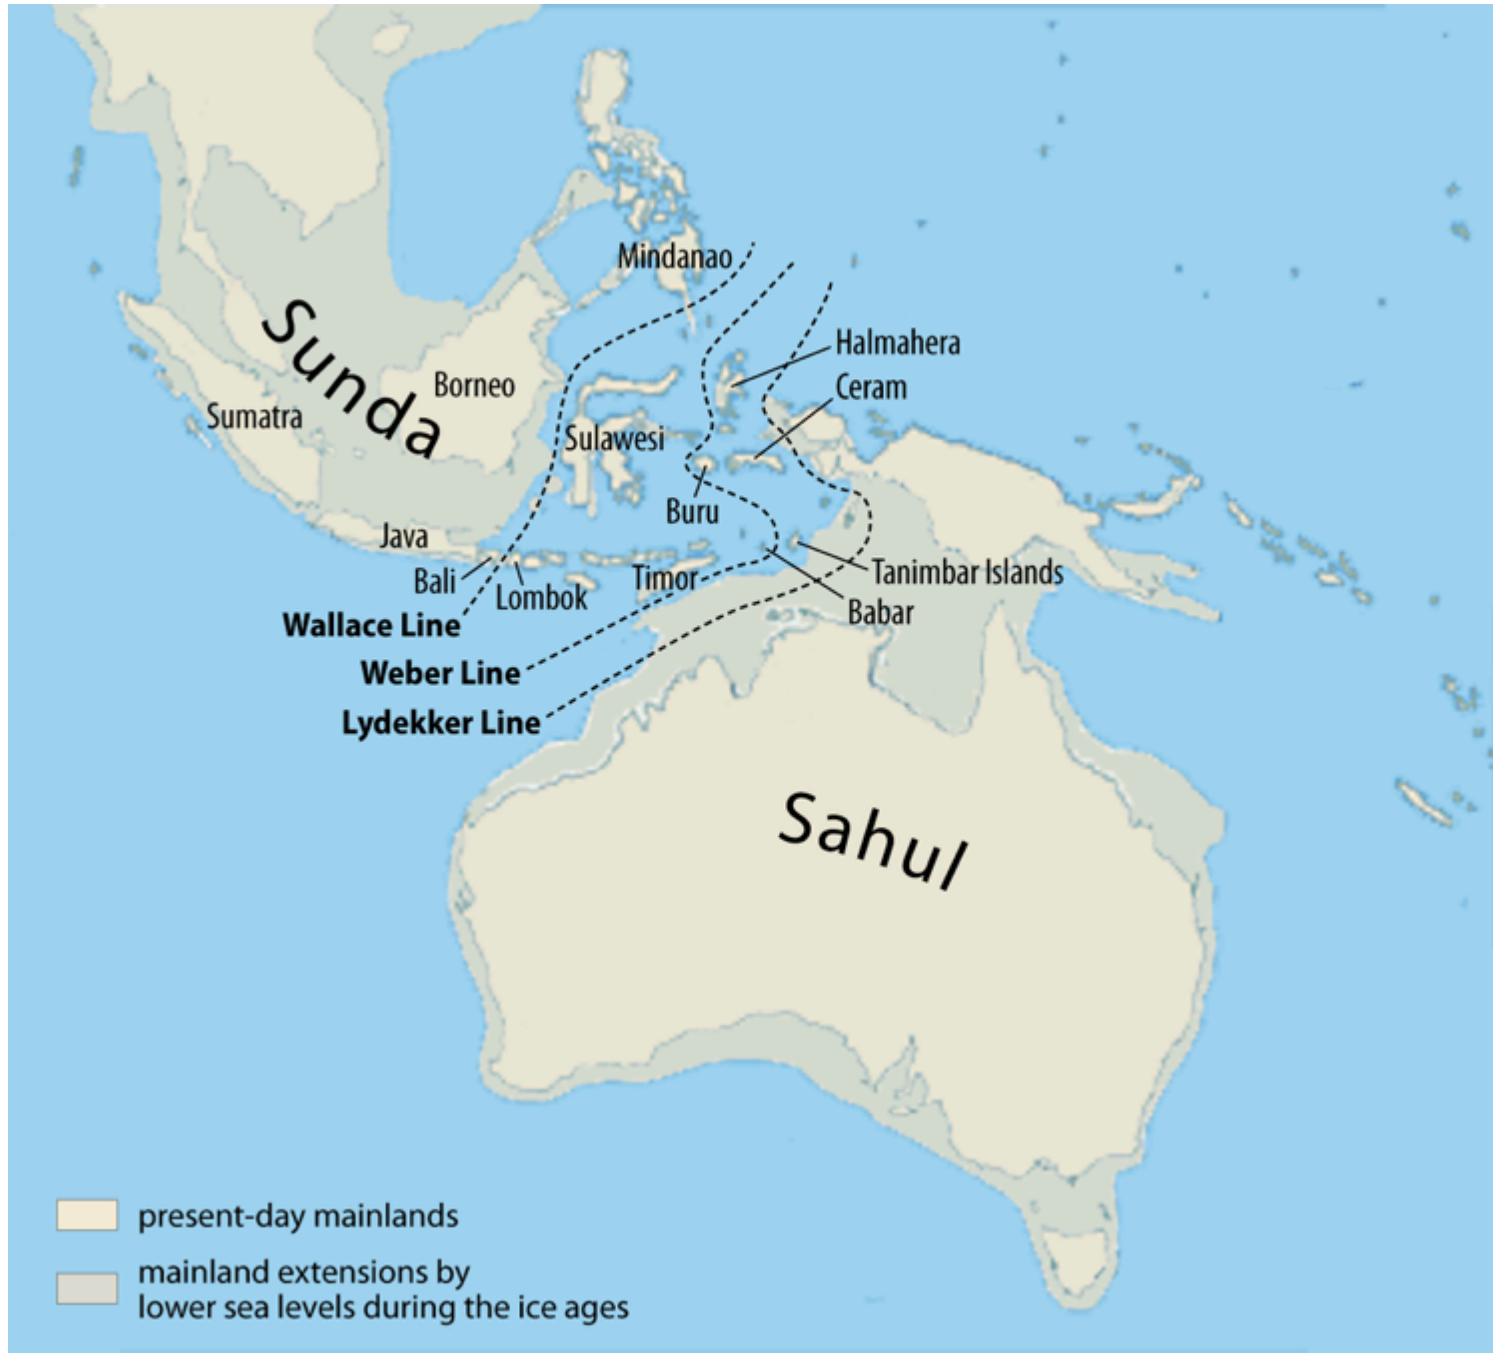 Mindanao
Sunda
Halmahera
Borneo
Ceram
Sumatra
Sulawesi
Buru
Java
Bali
Lombok
Timor
Tanimbar Islands
Babar
Wallace Line
Weber Line
Lydekker Line
Sahul
present-day mainlands
mainland extensions by
lower sea levels during the ice ages